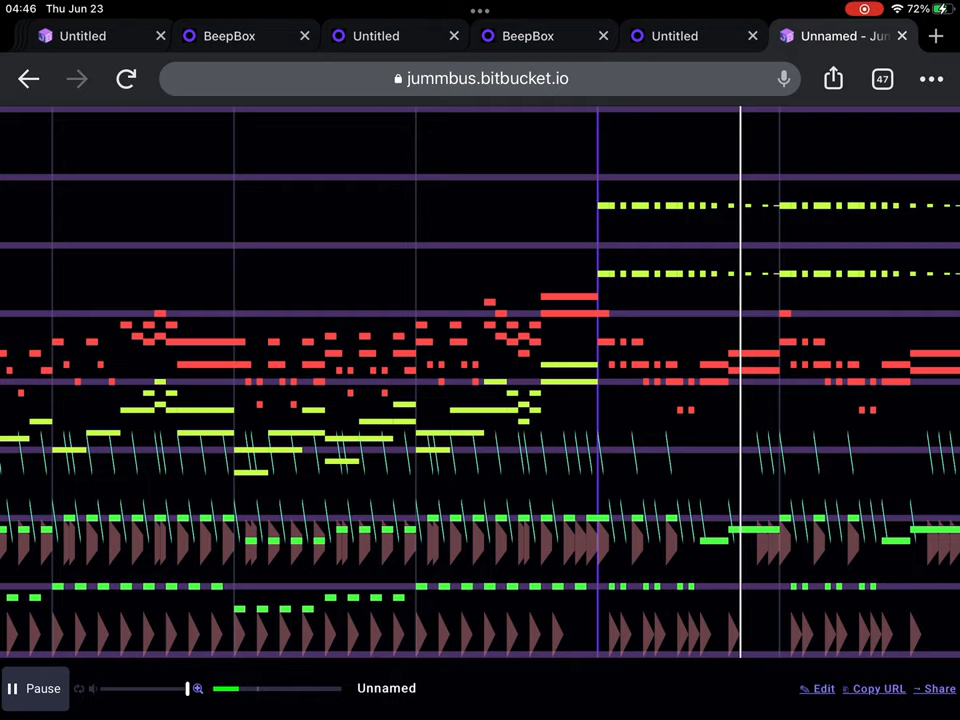 04:46 Thu Jun 23
72%
Untitled
BeepBox
Untitled
BeepBox
Untitled
Unnamed - Jun
jummbus.bitbucket.io
47
Pause
Unnamed
Edit
Copy URL
Share